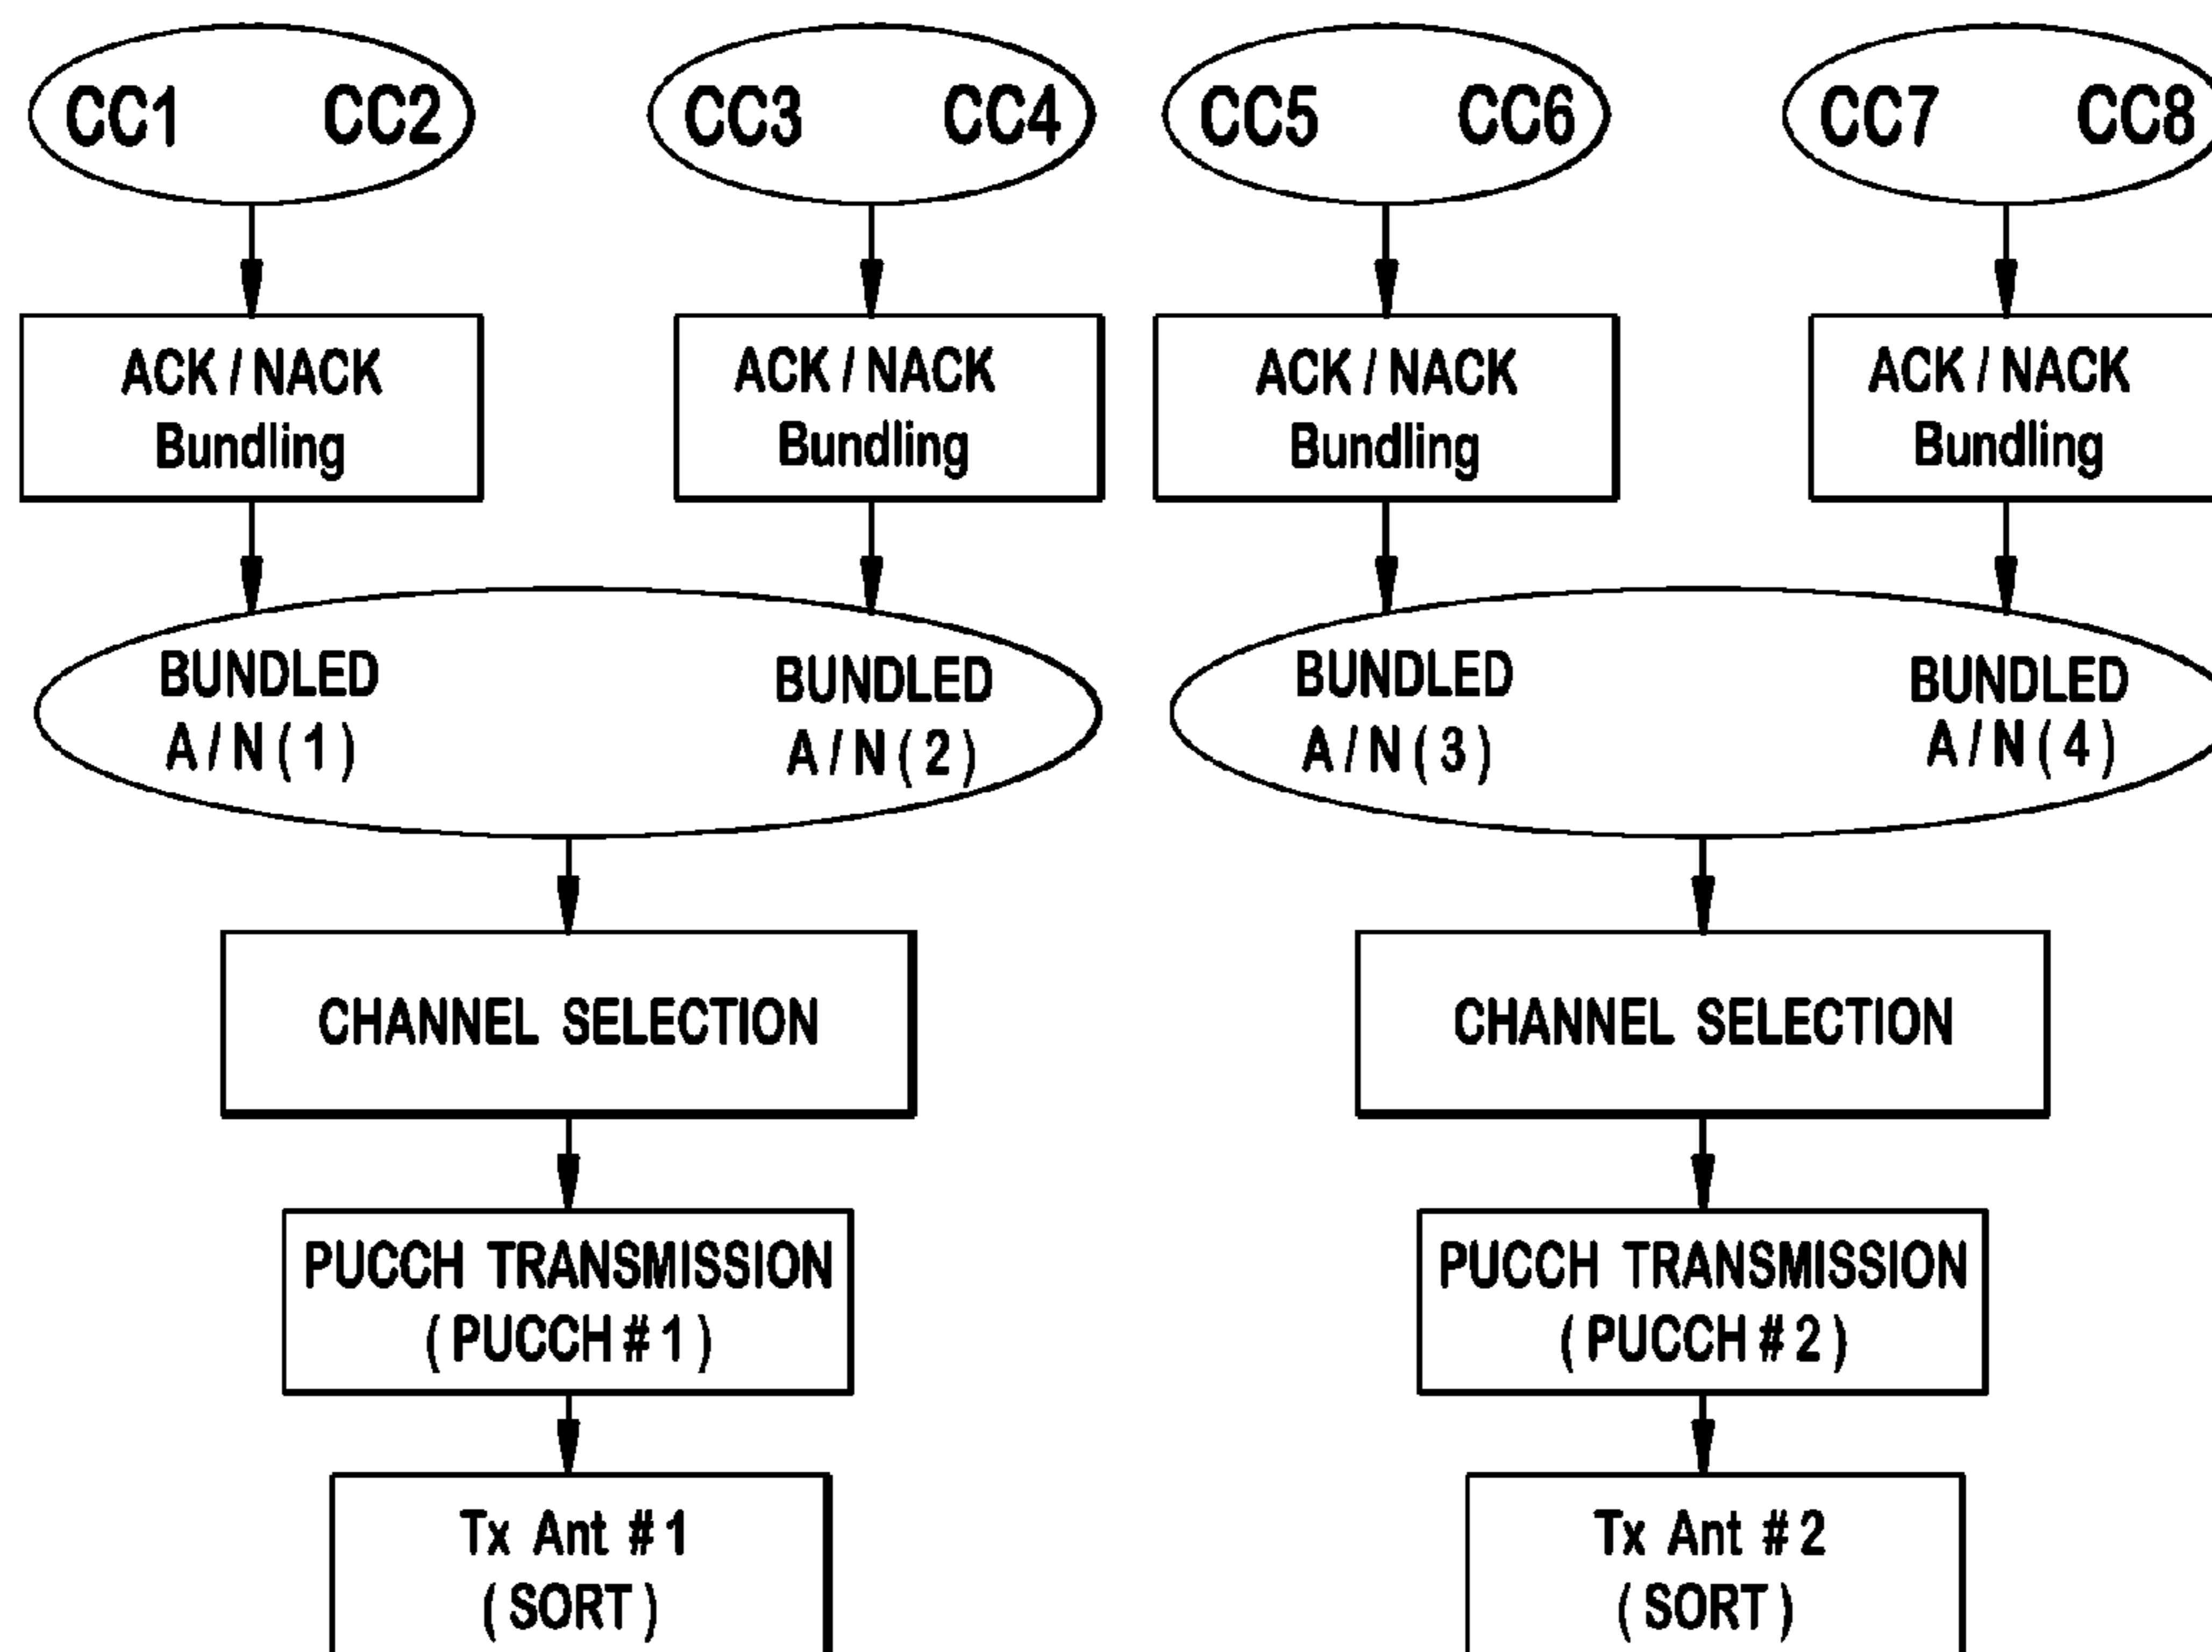 CC1 CC2 CC3 CC4 CC5 CC6 CC7 CC8
ACK / NACK
Bundling
ACK / NACK
Bundling
ACK / NACK
Bundling
ACK / NACK
Bundling
BUNDLED
A / N ( 1 )
BUNDLED
A / N ( 2 )
BUNDLED
A / N ( 3 )
BUNDLED
A / N ( 4 )
CHANNEL SELECTION
CHANNEL SELECTION
PUCCH TRANSMISSION
( PUCCH # 1 )
PUCCH TRANSMISSION
( PUCCH # 2 )
Tx Ant # 1
( SORT )
Tx Ant # 2
( SORT )